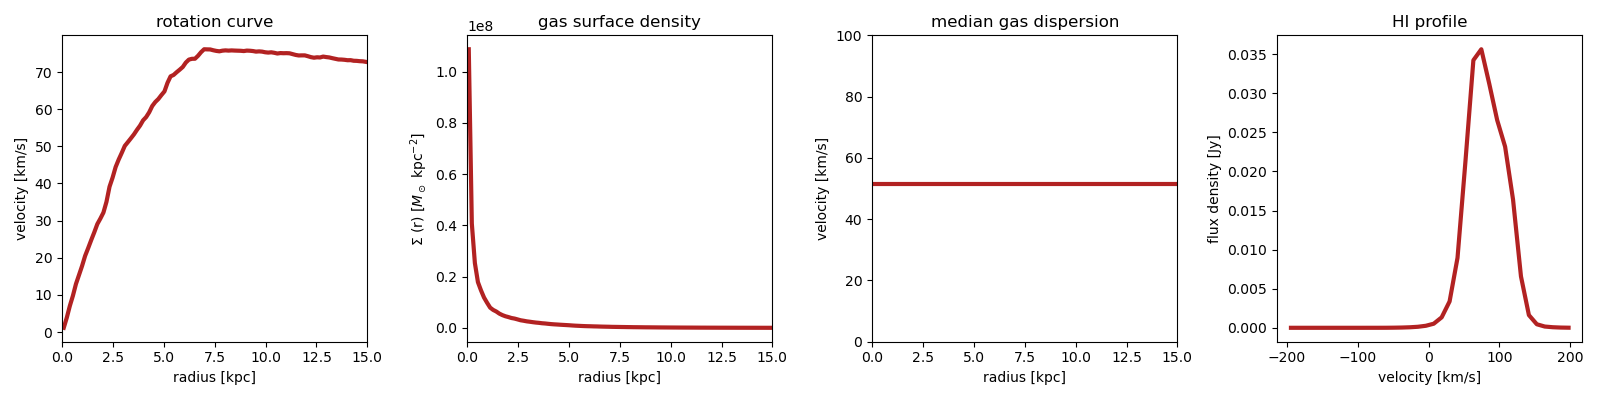 rotation curve
velocity [km/s]
70
60
50
40
30
20
10
0
0.0 2.5 5.0 7.5 10.0 12.5 15.0
radius [kpc]
gas surface density
1e8
Σ (r) [M⊙ kpc⁻²]
1.0
0.8
0.6
0.4
0.2
0.0
0.0 2.5 5.0 7.5 10.0 12.5 15.0
radius [kpc]
median gas dispersion
velocity [km/s]
100
80
60
40
20
0
0.0 2.5 5.0 7.5 10.0 12.5 15.0
radius [kpc]
HI profile
flux density [Jy]
0.035
0.030
0.025
0.020
0.015
0.010
0.005
0.000
−200 −100 0 100 200
velocity [km/s]